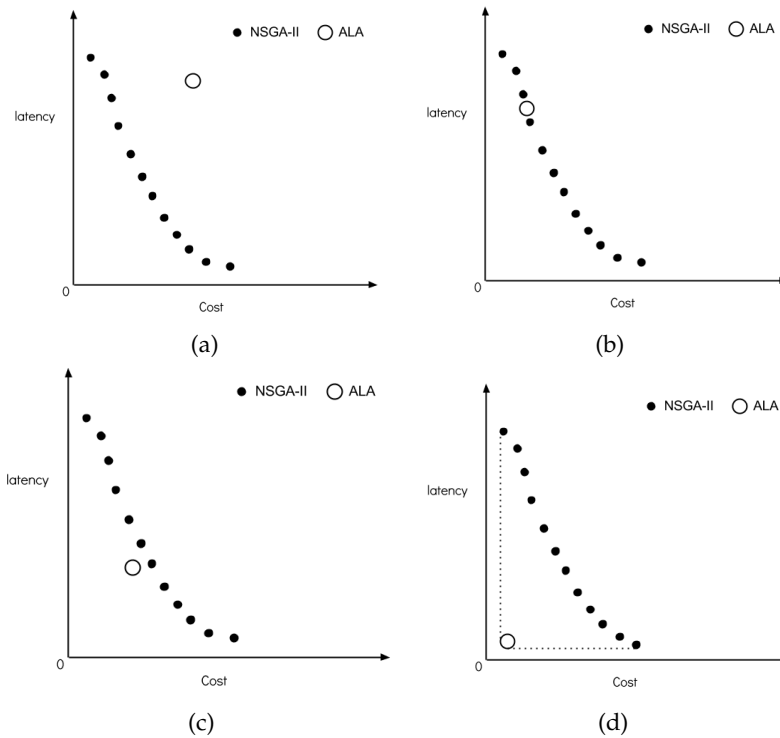 NSGA-II ALA
latency
0
Cost
(a)
NSGA-II ALA
latency
0
Cost
(b)
NSGA-II ALA
latency
0
Cost
(c)
NSGA-II ALA
latency
0
Cost
(d)